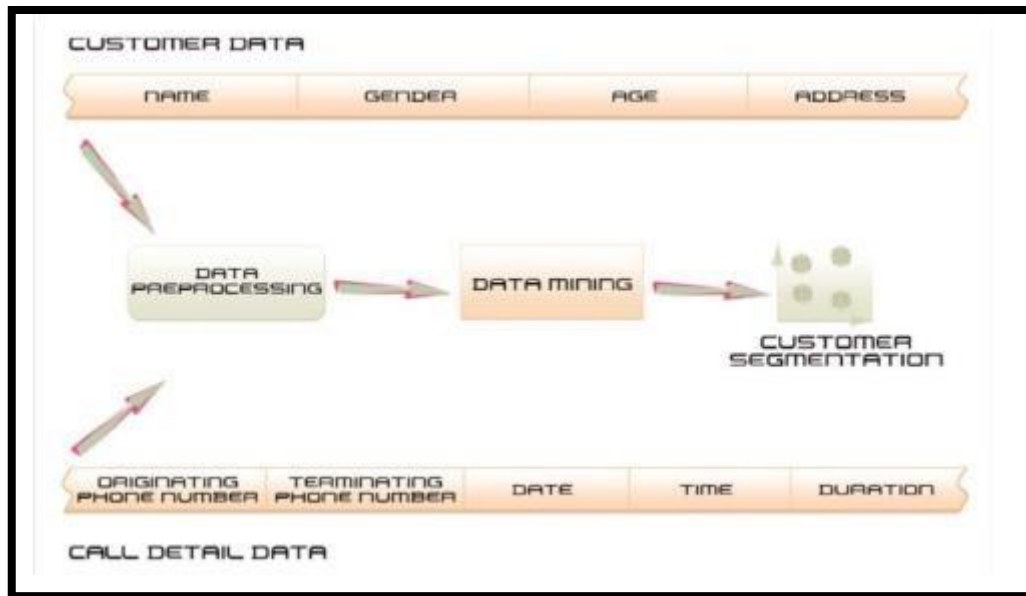 CUSTOMER DATA
NAME GENDER AGE ADDRESS
DATA
PREPROCESSING
DATA MINING
CUSTOMER
SEGMENTATION
ORIGINATING
PHONE NUMBER
TERMINATING
PHONE NUMBER
DATE TIME DURATION
CALL DETAIL DATA